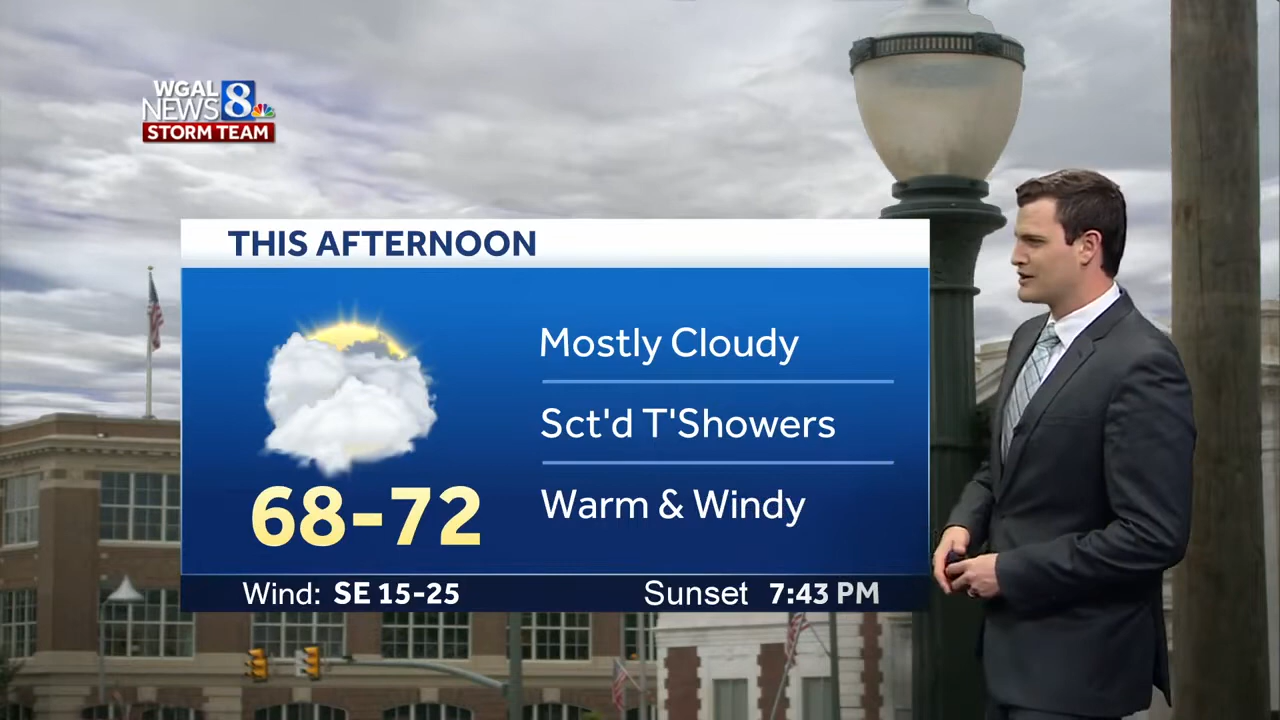 WGAL
NEWS 8
STORM TEAM
THIS AFTERNOON
Mostly Cloudy
Sct'd T'Showers
68-72
Warm & Windy
Wind: SE 15-25
Sunset 7:43 PM